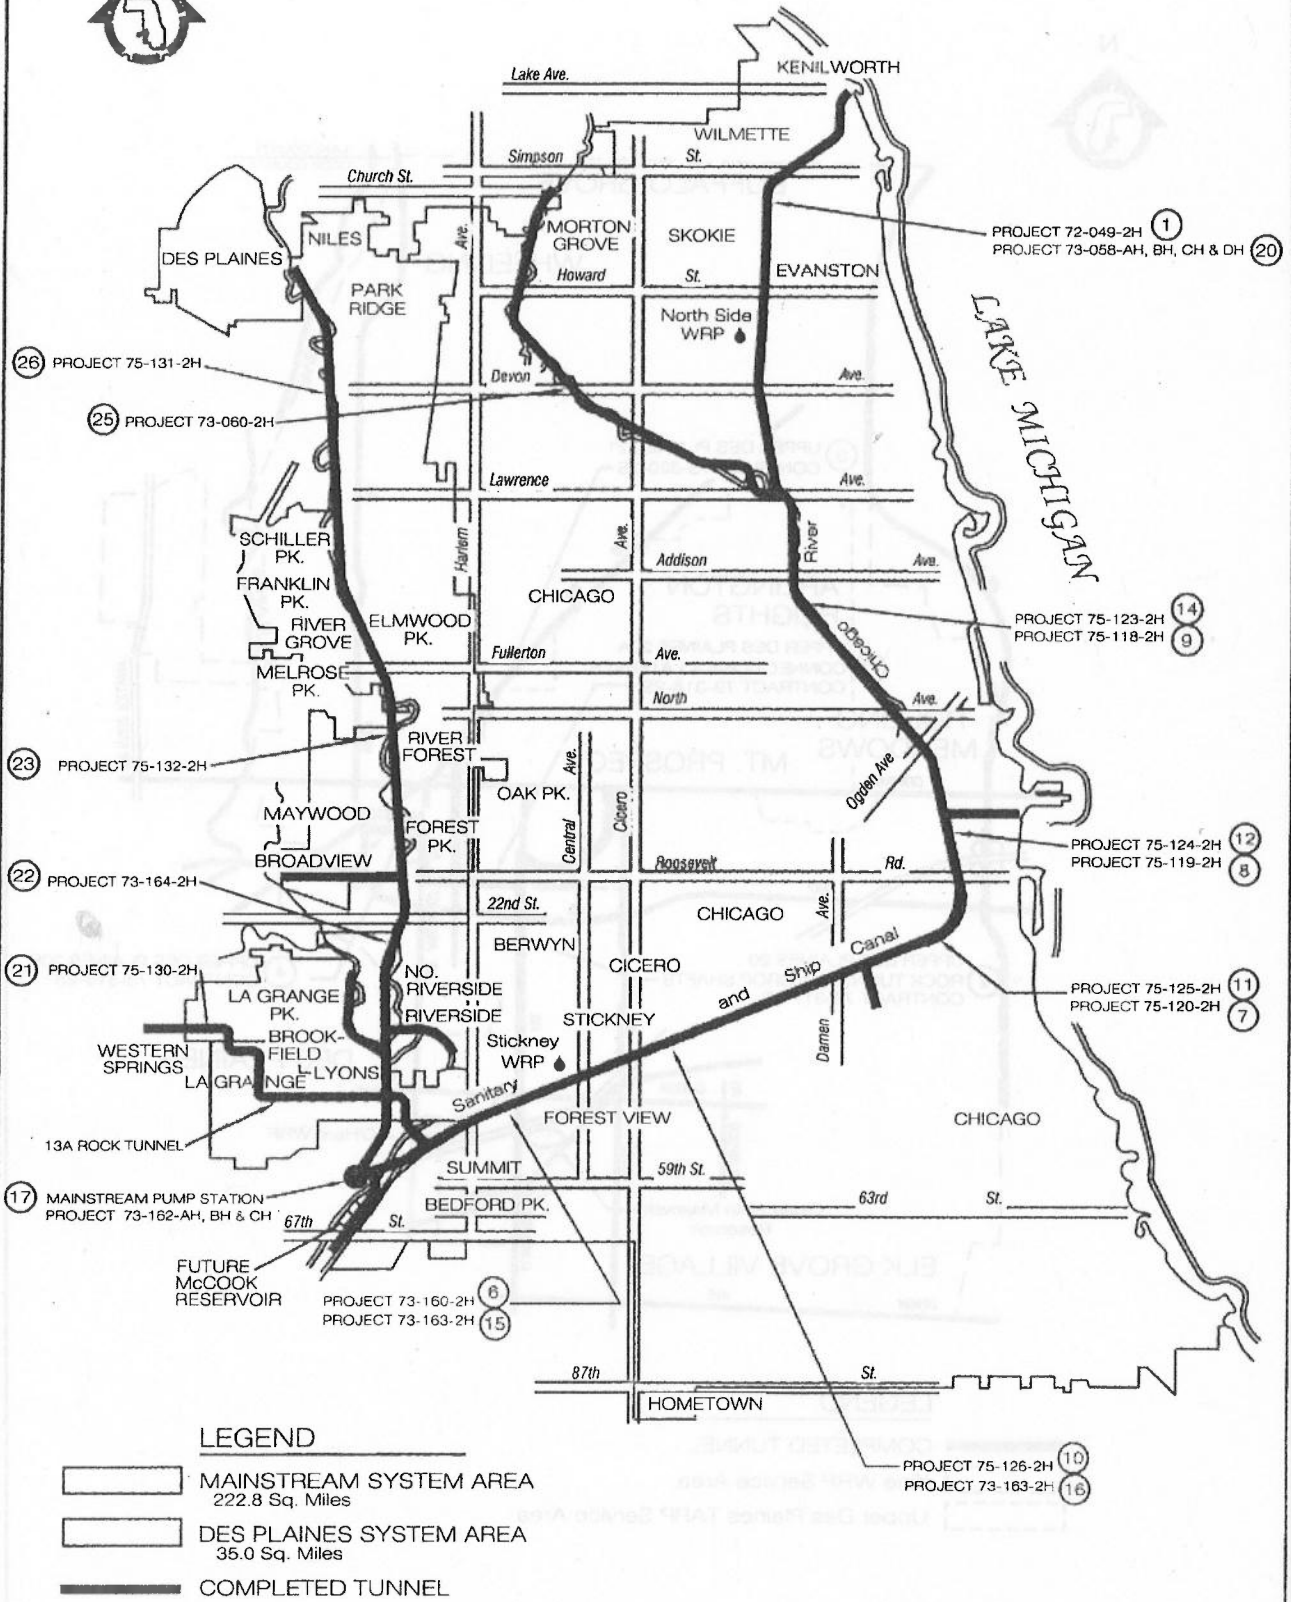 KENILWORTH
Lake Ave.
WILMETTE
Simpson St.
Church St.
Ave.
MORTON
GROVE
SKOKIE
NILES
DES PLAINES
PROJECT 72-049-2H 1
PROJECT 73-058-AH, BH, CH & DH 20
Howard St.
EVANSTON
PARK
RIDGE
North Side
WRP
LAKE MICHIGAN
26 PROJECT 75-131-2H
Devon Ave.
25 PROJECT 73-060-2H
Lawrence Ave.
Harlem
Ave.
River
SCHILLER
PK.
Addison Ave.
FRANKLIN
PK.
CHICAGO
RIVER
GROVE
ELMWOOD
PK.
PROJECT 75-123-2H 14
PROJECT 75-118-2H 9
Chicago
Fullerton Ave.
MELROSE
PK.
North Ave.
RIVER
FOREST
23 PROJECT 75-132-2H
Ave.
Ogden Ave
OAK PK.
MAYWOOD
Central
Cicero
FOREST
PK.
PROJECT 75-124-2H 12
PROJECT 75-119-2H 8
BROADVIEW
Roosevelt Rd.
22 PROJECT 73-164-2H
22nd St.
CHICAGO
Ave.
BERWYN
Canal
21 PROJECT 75-130-2H
NO.
RIVERSIDE
CICERO
and Ship
LA GRANGE
PK.
RIVERSIDE
STICKNEY
PROJECT 75-125-2H 11
PROJECT 75-120-2H 7
BROOK-
FIELD
Stickney
WRP
Damen
WESTERN
SPRINGS
LYONS
LA GRANGE
Sanitary
FOREST VIEW
CHICAGO
13A ROCK TUNNEL
SUMMIT
59th St.
17 MAINSTREAM PUMP STATION
PROJECT 73-162-AH, BH & CH
BEDFORD PK.
63rd St.
67th St.
FUTURE
McCOOK
RESERVOIR
PROJECT 73-160-2H 6
PROJECT 73-163-2H 15
87th St.
HOMETOWN
LEGEND
PROJECT 75-126-2H 10
PROJECT 73-163-2H 16
MAINSTREAM SYSTEM AREA
222.8 Sq. Miles
DES PLAINES SYSTEM AREA
35.0 Sq. Miles
COMPLETED TUNNEL